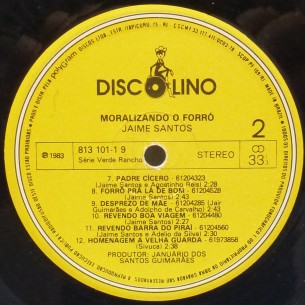 DISCOLINO
MORALIZANDO O FORRÓ
JAIME SANTOS
2
813 101-1 9
℗ 1983 Série Verde Rancho
STEREO
33⅓
7. PADRE CÍCERO - 61204323
(Jaime Santos e Agostinho Reis) 2:28
8. FORRÓ PRÁ LÁ DE BOM - 61204528
(Jaime Santos) 2:43
9. DESPREZO DE MÃE - 61204285 (Jair
Guimarães e Adolcho de Carvalho) 2:43
10. REVENDO BOA VIAGEM - 61204480
(Jaime Santos) 2:27
11. REVENDO BARRA DO PIRAÍ - 61204560
(Jaime Santos e Adélio da Silva) 2:31
12. HOMENAGEM A VELHA GUARDA - 61973858
(Sivuca) 2:38
PRODUTOR: JANUÁRIO DOS
SANTOS GUIMARÃES